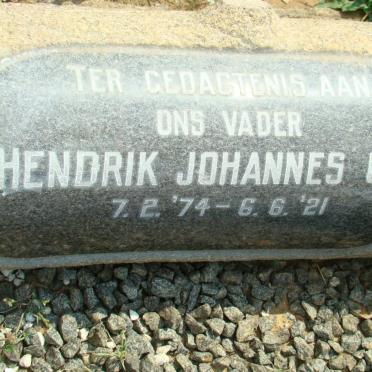 TER GEDAGTENIS AAN
ONS VADER
HENDRIK JOHANNES
7.2.'74-6.6.'21